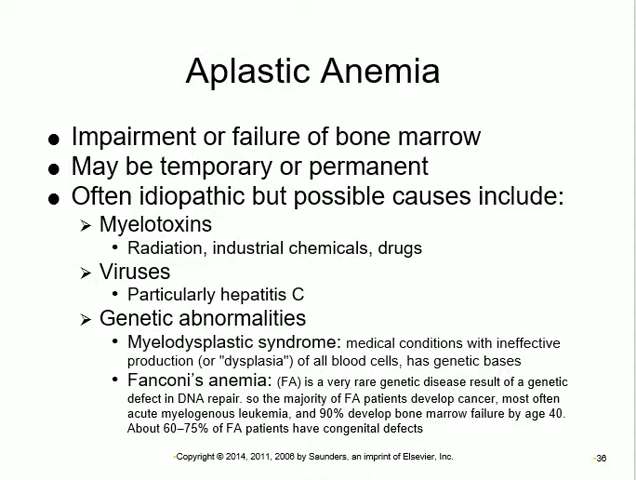 Aplastic Anemia
● Impairment or failure of bone marrow
● May be temporary or permanent
● Often idiopathic but possible causes include:
➢ Myelotoxins
• Radiation, industrial chemicals, drugs
➢ Viruses
• Particularly hepatitis C
➢ Genetic abnormalities
• Myelodysplastic syndrome: medical conditions with ineffective
production (or "dysplasia") of all blood cells, has genetic bases
• Fanconi's anemia: (FA) is a very rare genetic disease result of a genetic
defect in DNA repair. so the majority of FA patients develop cancer, most often
acute myelogenous leukemia, and 90% develop bone marrow failure by age 40.
About 60–75% of FA patients have congenital defects
Copyright © 2014, 2011, 2006 by Saunders, an imprint of Elsevier, Inc.
36